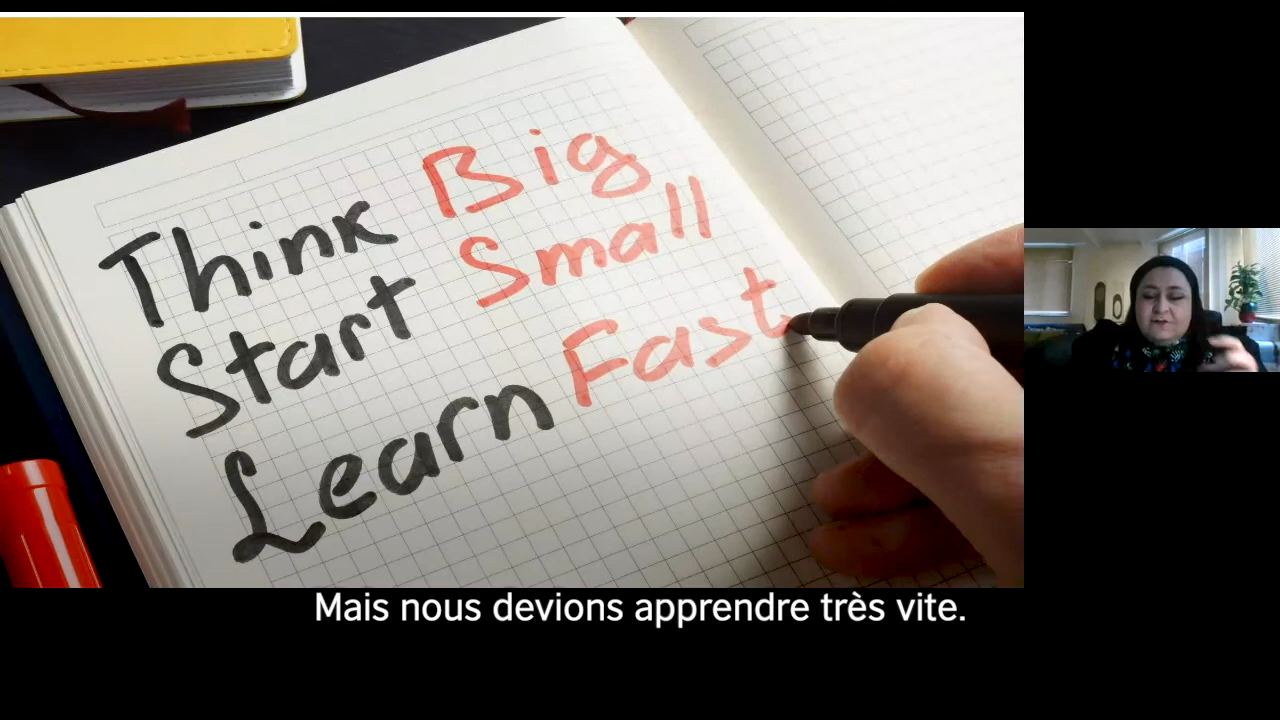 Think Big
Start Small
Learn Fast
Mais nous devions apprendre très vite.